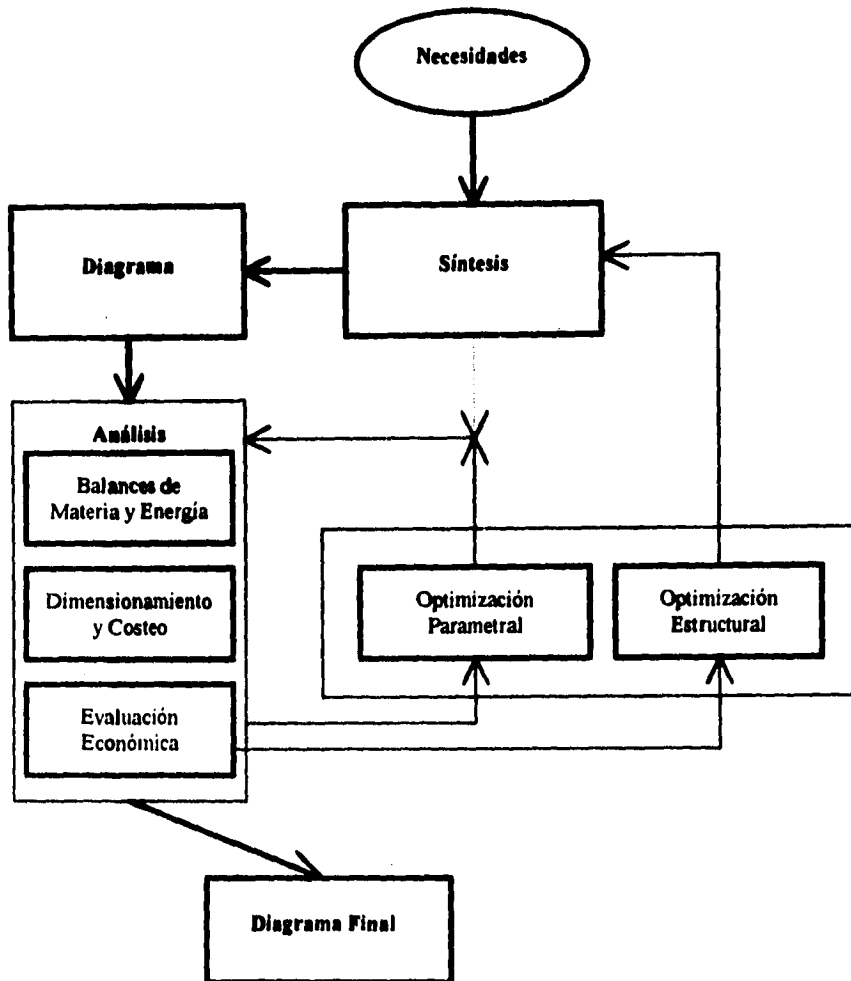 Necesidades
Diagrama
Síntesis
Análisis
Balances de
Materia y Energía
Dimensionamiento
y Costeo
Evaluación
Económica
Optimización
Parametral
Optimización
Estructural
Diagrama Final